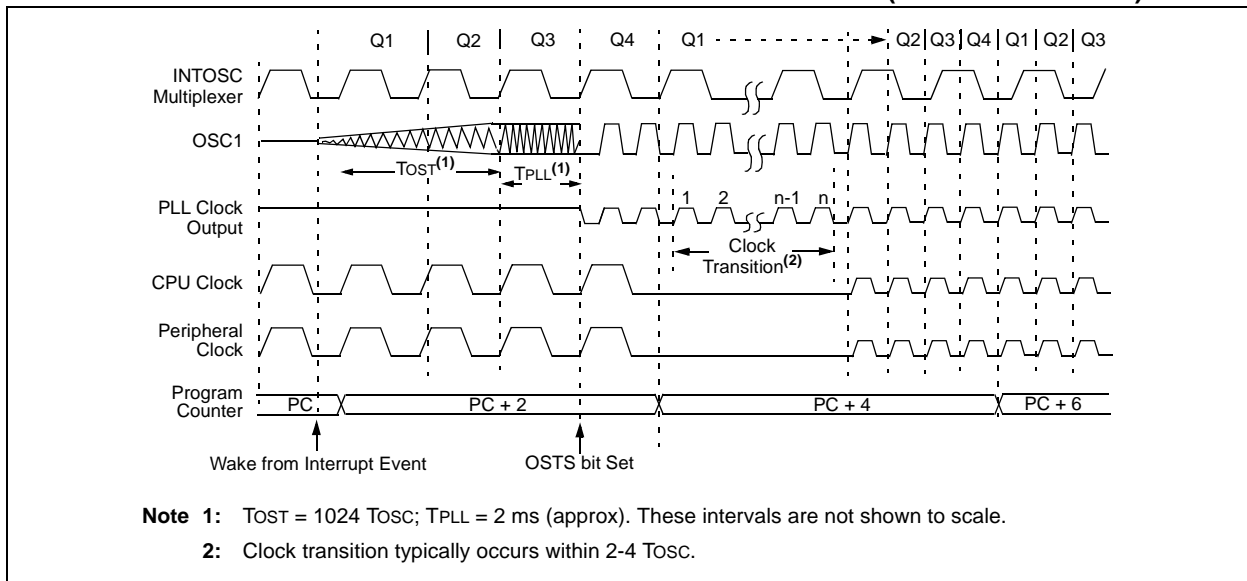 Q1 Q2 Q3 Q4 Q1 Q2 Q3 Q4 Q1 Q2 Q3
INTOSC
Multiplexer
OSC1
TOST(1)
TPLL(1)
1 2 n-1 n
PLL Clock
Output
Clock
Transition(2)
CPU Clock
Peripheral
Clock
Program
Counter
PC PC + 2 PC + 4 PC + 6
Wake from Interrupt Event OSTS bit Set
Note 1: TOST = 1024 TOSC; TPLL = 2 ms (approx). These intervals are not shown to scale.
2: Clock transition typically occurs within 2-4 TOSC.